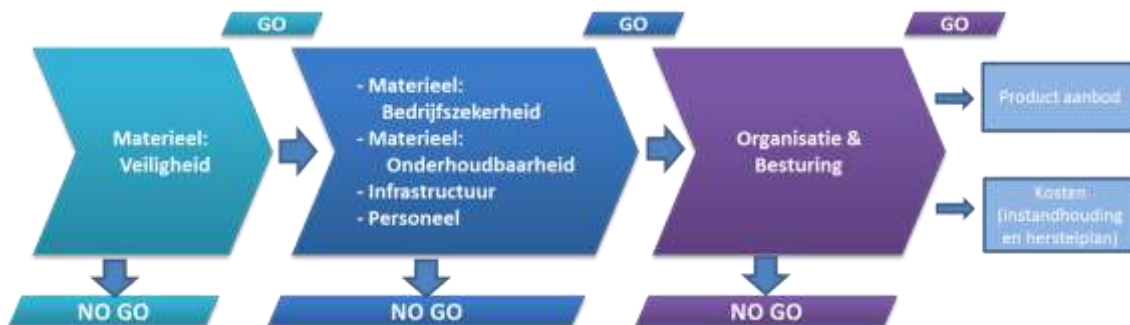 GO
GO
GO
Materieel:
Veiligheid
- Materieel:
Bedrijfszekerheid
- Materieel:
Onderhoudbaarheid
- Infrastructuur
- Personeel
Organisatie &
Besturing
Product aanbod
Kosten
(instandhouding
en herstelplan)
NO GO
NO GO
NO GO